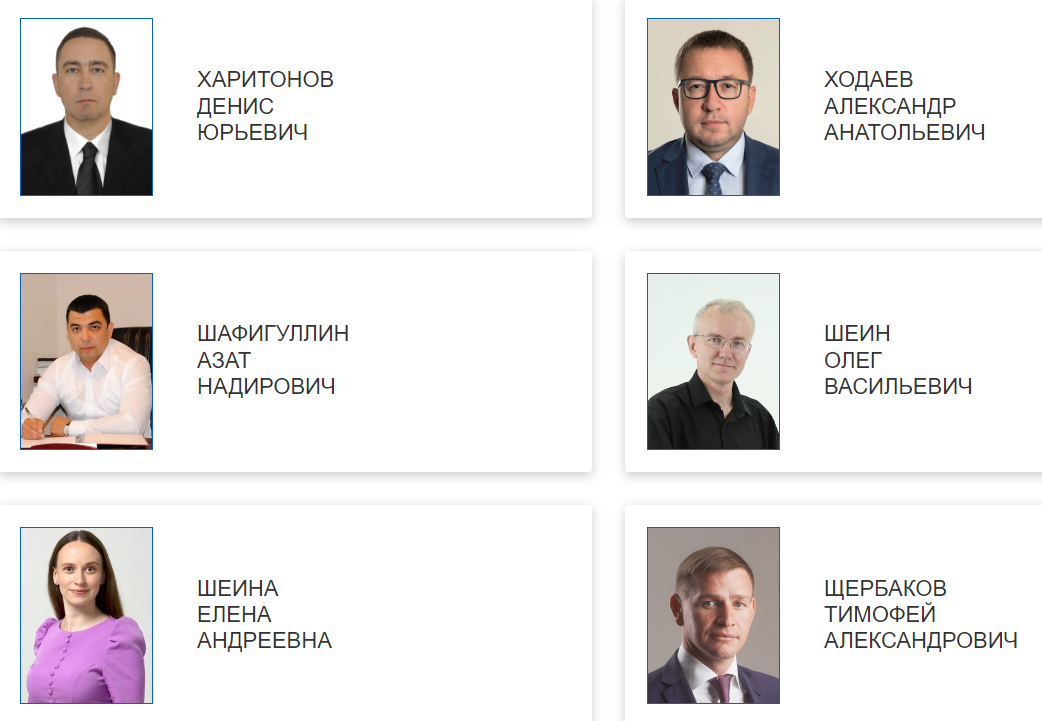 ХАРИТОНОВ
ДЕНИС
ЮРЬЕВИЧ
ХОДАЕВ
АЛЕКСАНДР
АНАТОЛЬЕВИЧ
ШАФИГУЛЛИН
АЗАТ
НАДИРОВИЧ
ШЕИН
ОЛЕГ
ВАСИЛЬЕВИЧ
ШЕИНА
ЕЛЕНА
АНДРЕЕВНА
ЩЕРБАКОВ
ТИМОФЕЙ
АЛЕКСАНДРОВИЧ